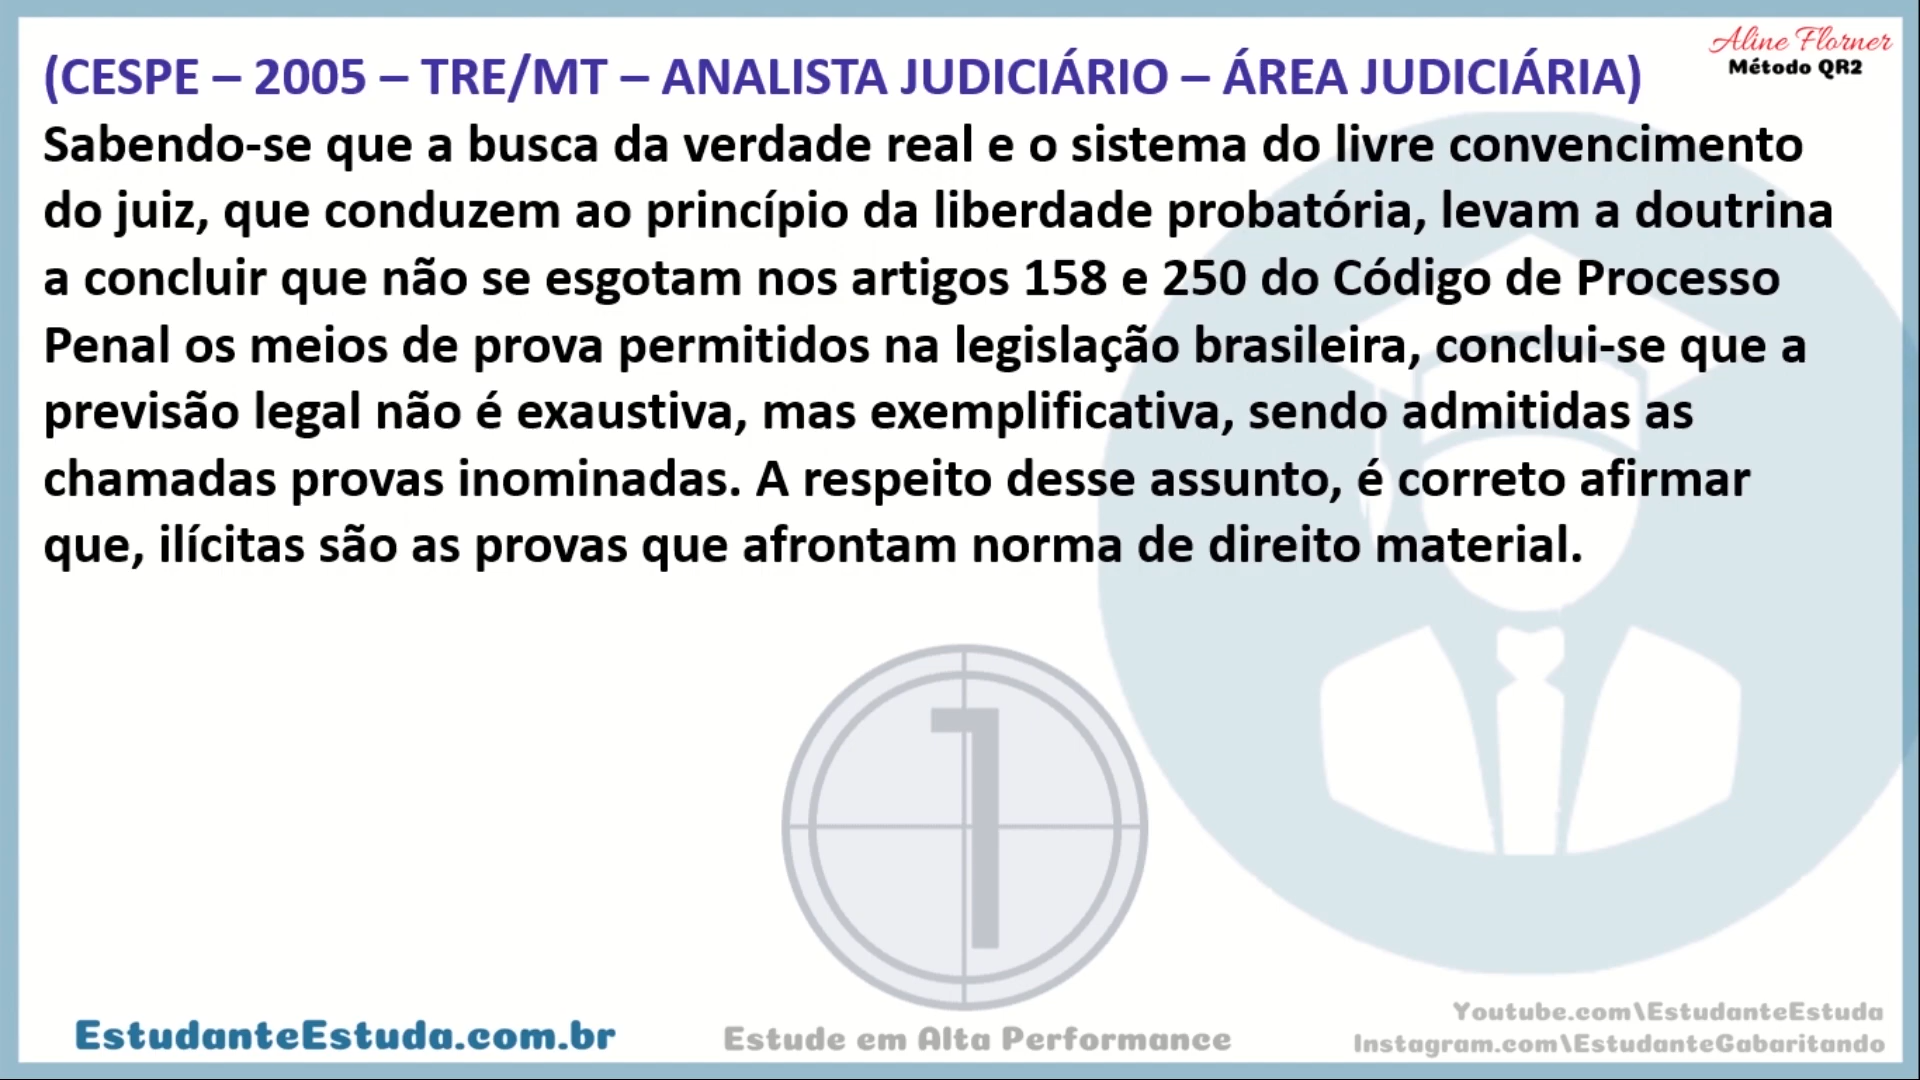 Aline Florner
Método QR2
(CESPE – 2005 – TRE/MT – ANALISTA JUDICIÁRIO – ÁREA JUDICIÁRIA)
Sabendo-se que a busca da verdade real e o sistema do livre convencimento
do juiz, que conduzem ao princípio da liberdade probatória, levam a doutrina
a concluir que não se esgotam nos artigos 158 e 250 do Código de Processo
Penal os meios de prova permitidos na legislação brasileira, conclui-se que a
previsão legal não é exaustiva, mas exemplificativa, sendo admitidas as
chamadas provas inominadas. A respeito desse assunto, é correto afirmar
que, ilícitas são as provas que afrontam norma de direito material.
1
EstudanteEstuda.com.br
Estude em Alta Performance
Youtube.com\EstudanteEstuda
Instagram.com\EstudanteGabaritando